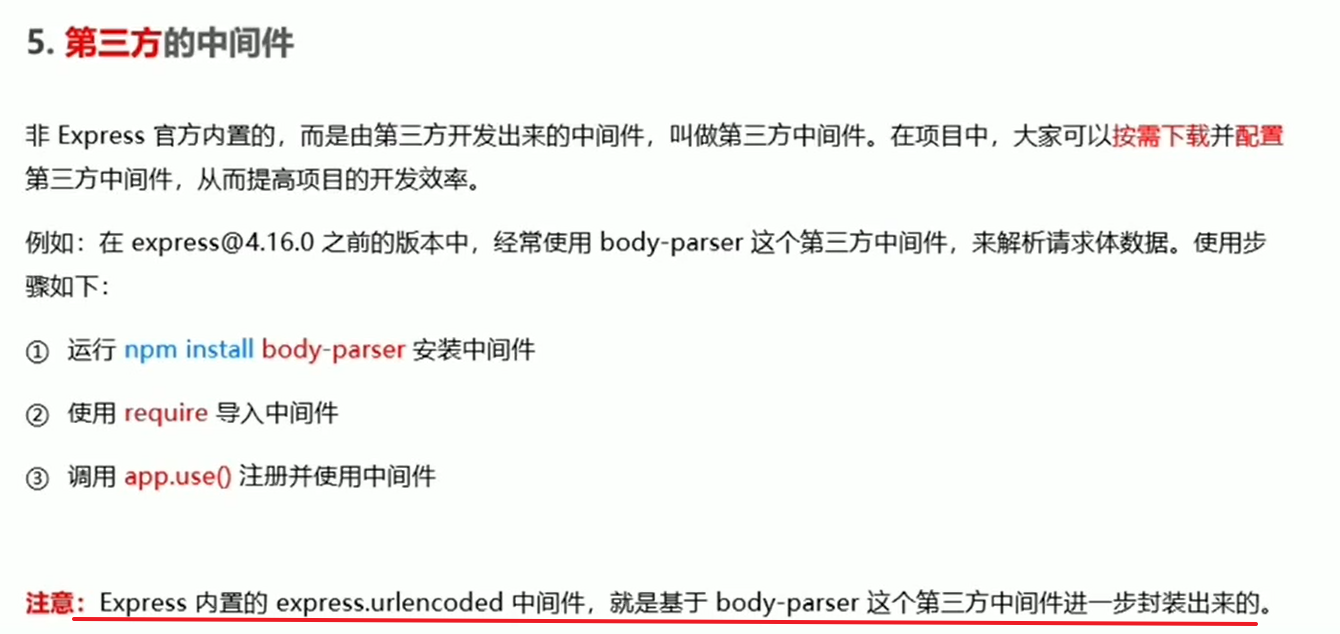 5. 第三方的中间件
非 Express 官方内置的，而是由第三方开发出来的中间件，叫做第三方中间件。在项目中，大家可以按需下载并配置
第三方中间件，从而提高项目的开发效率。
例如：在 express@4.16.0 之前的版本中，经常使用 body-parser 这个第三方中间件，来解析请求体数据。使用步
骤如下：
① 运行 npm install body-parser 安装中间件
② 使用 require 导入中间件
③ 调用 app.use() 注册并使用中间件
注意：Express 内置的 express.urlencoded 中间件，就是基于 body-parser 这个第三方中间件进一步封装出来的。